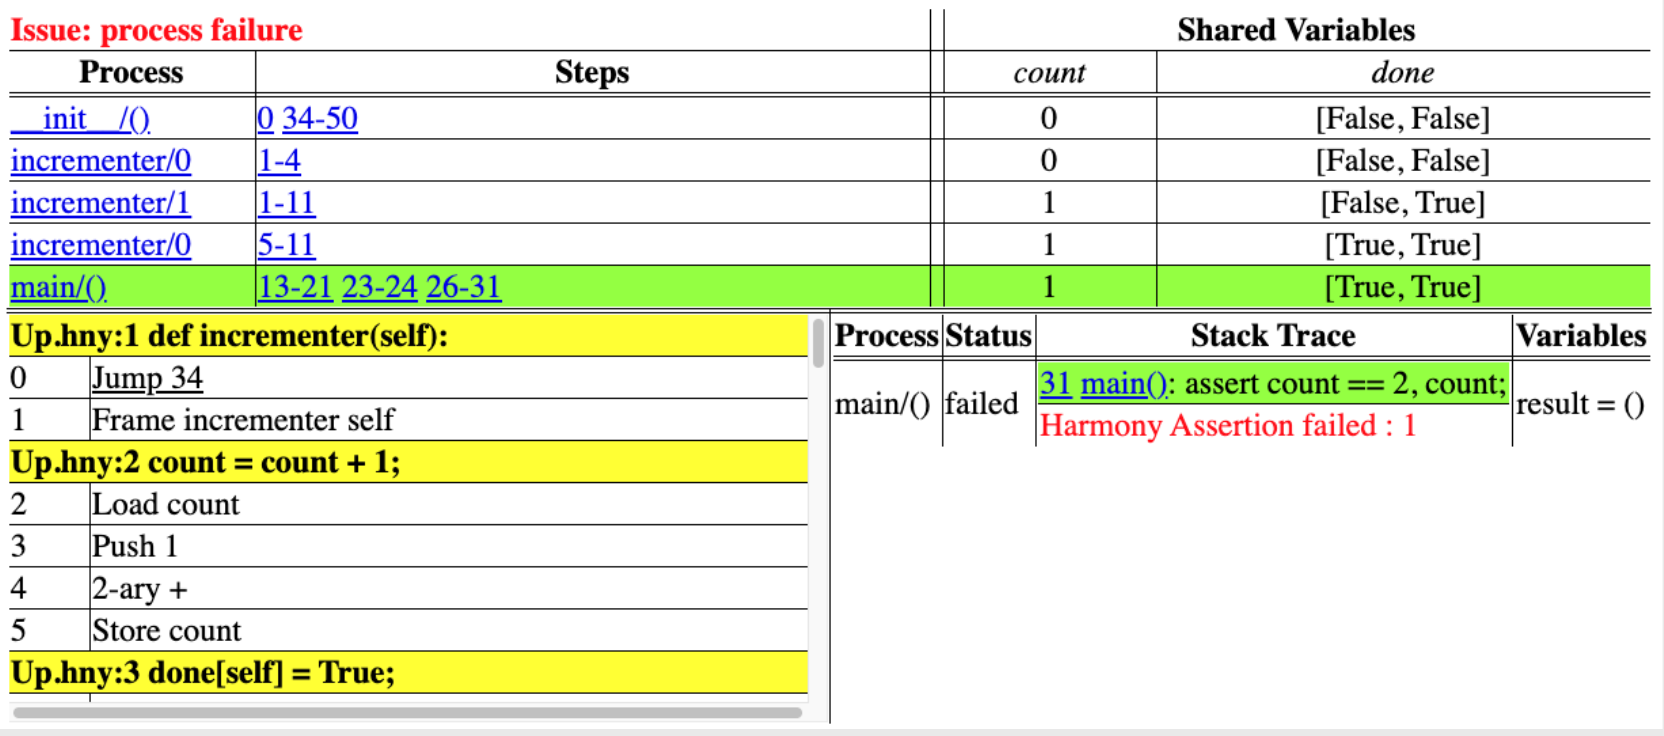 Issue: process failure Shared Variables
Process Steps count done
__init__/() 0 34-50 0 [False, False]
incrementer/0 1-4 0 [False, False]
incrementer/1 1-11 1 [False, True]
incrementer/0 5-11 1 [True, True]
main/() 13-21 23-24 26-31 1 [True, True]
Up.hny:1 def incrementer(self):
0 Jump 34
1 Frame incrementer self
Up.hny:2 count = count + 1;
2 Load count
3 Push 1
4 2-ary +
5 Store count
Up.hny:3 done[self] = True;
Process Status Stack Trace Variables
main/() failed 31 main(): assert count == 2, count; result = ()
Harmony Assertion failed : 1